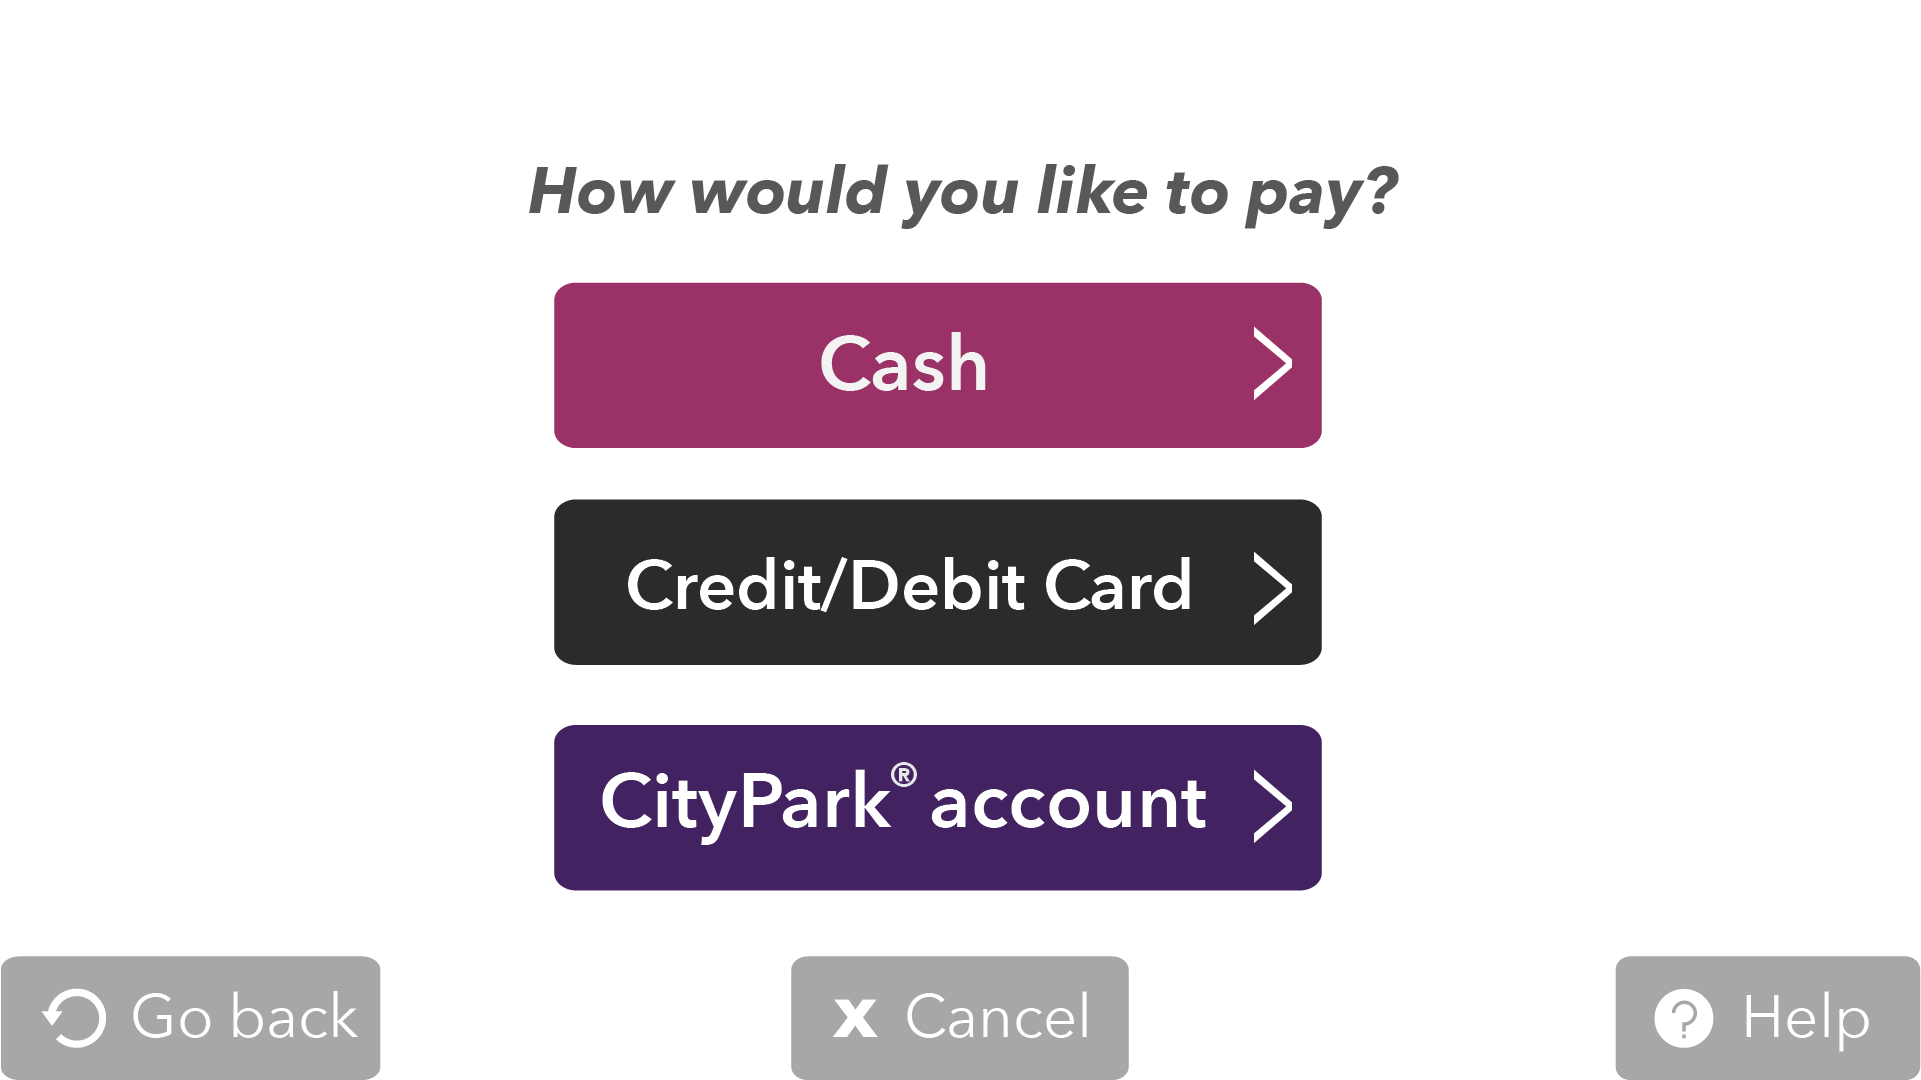 How would you like to pay?
Cash
Credit/Debit Card
CityPark® account
Go back
x Cancel
? Help